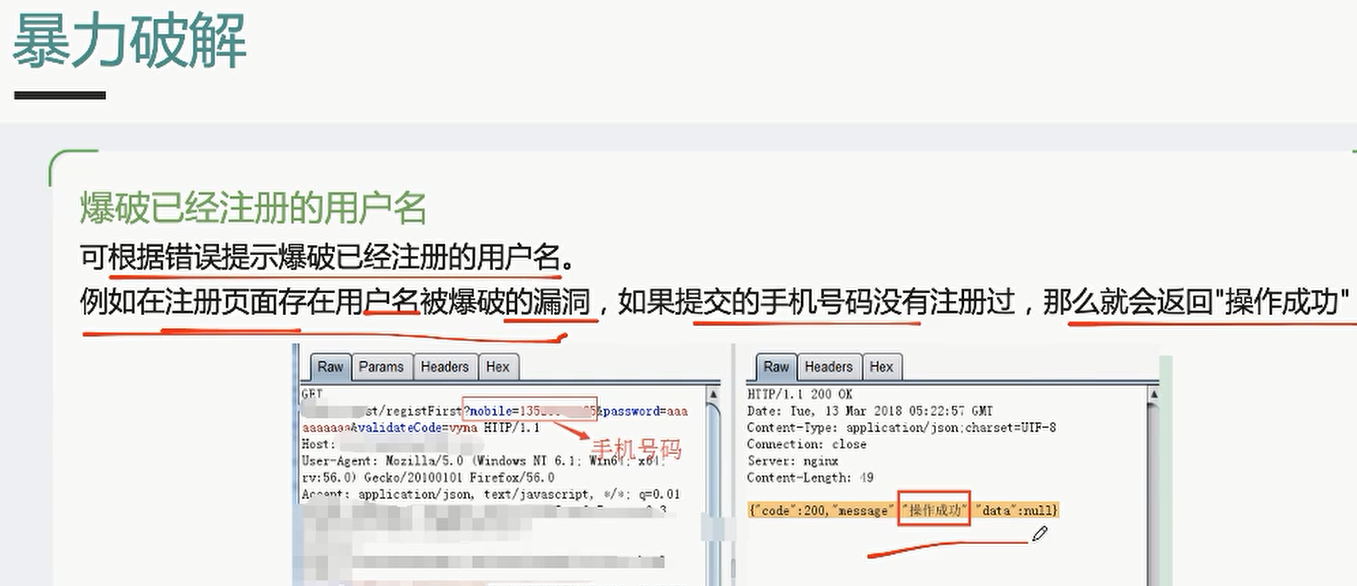 暴力破解
爆破已经注册的用户名
可根据错误提示爆破已经注册的用户名。
例如在注册页面存在用户名被爆破的漏洞，如果提交的手机号码没有注册过，那么就会返回"操作成功"
Raw Params Headers Hex
GET
st/registFirst?mobile=135 5&password=aaa
aaaaaaa&validateCode=vyna HTTP/1.1
手机号码
Host:
User-Agent: Mozilla/5.0 (Windows NT 6.1; Win64; x64;
rv:56.0) Gecko/20100101 Firefox/56.0
Accept: application/json, text/javascript, */*; q=0.01
Raw Headers Hex
HTTP/1.1 200 OK
Date: Tue, 13 Mar 2018 05:22:57 GMT
Content-Type: application/json;charset=UTF-8
Connection: close
Server: nginx
Content-Length: 49
{"code":200,"message" "操作成功" "data":null}